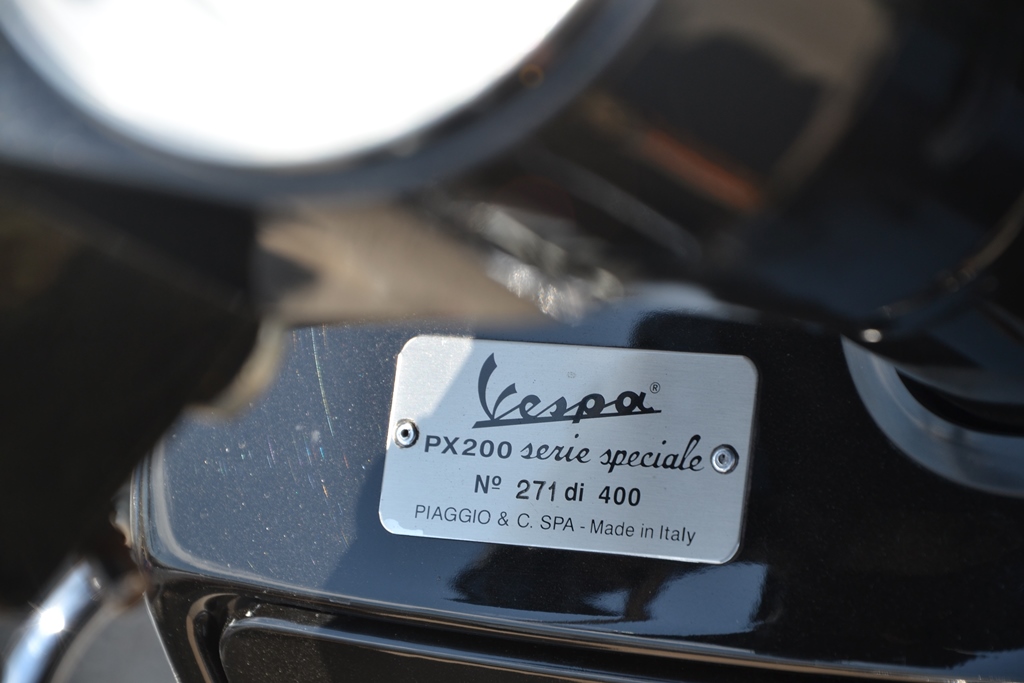 Vespa®
PX200 serie speciale
Nº 271 di 400
PIAGGIO & C. SPA - Made in Italy